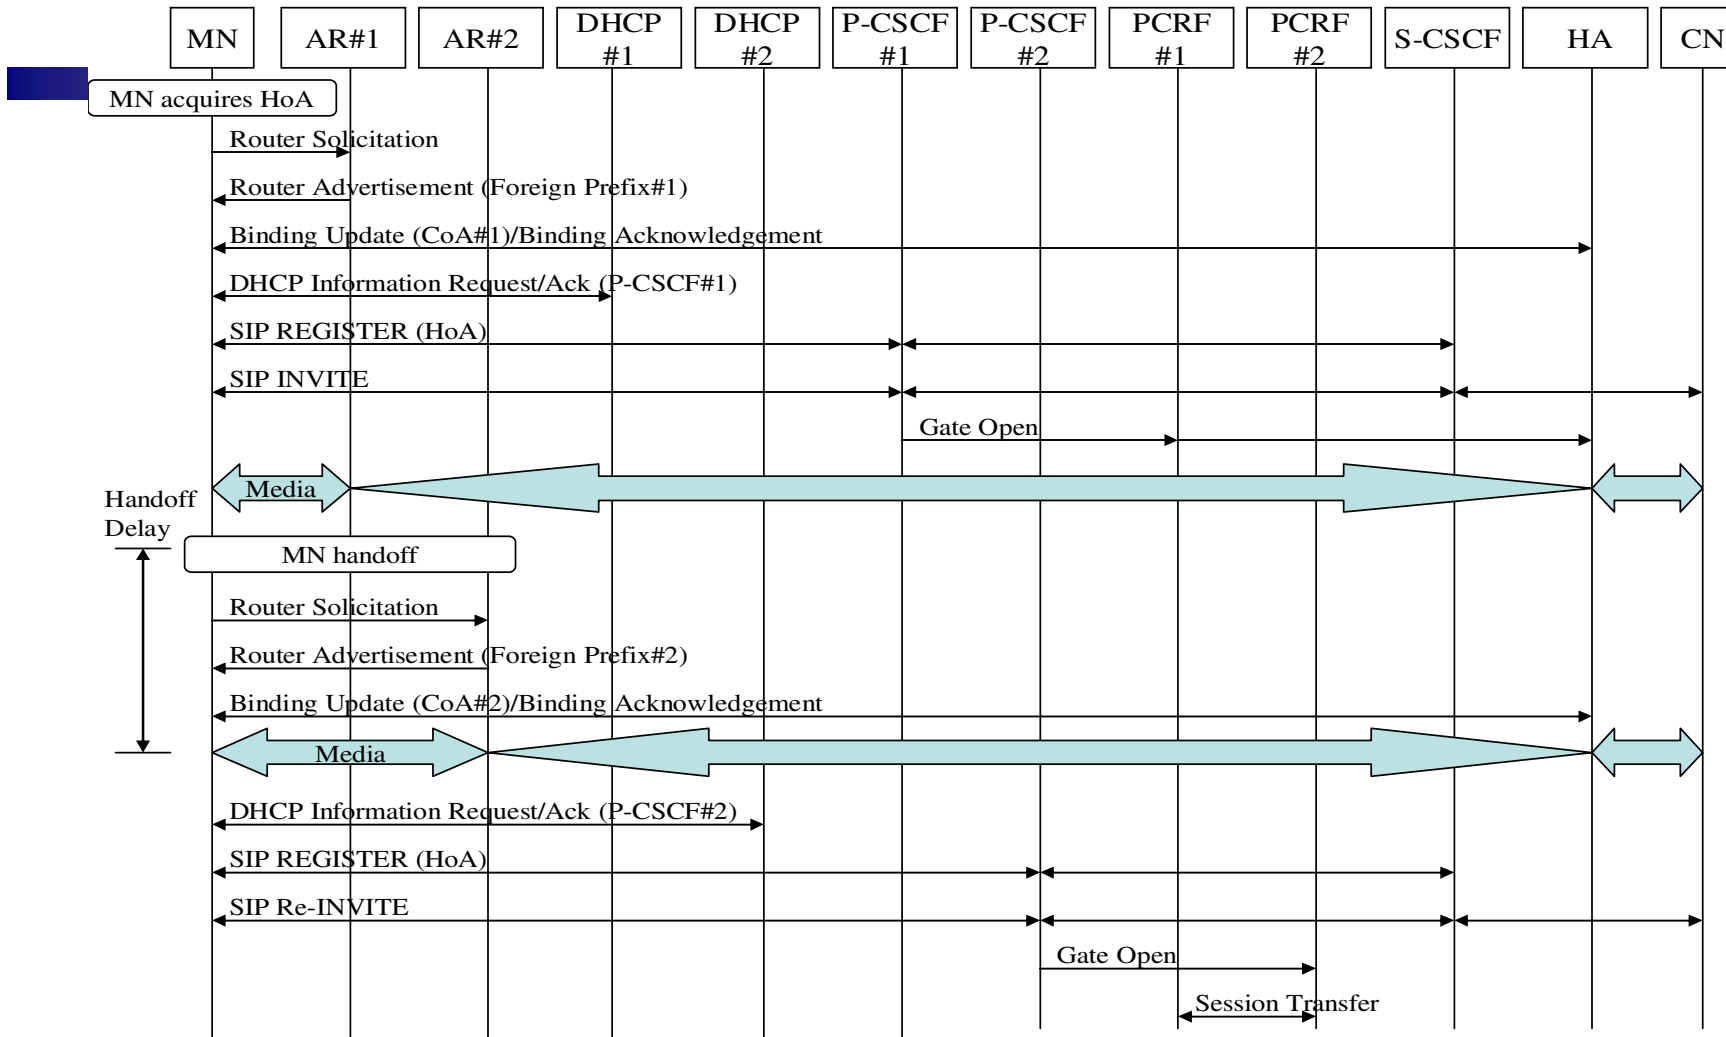 MN
AR#1
AR#2
DHCP
#1
DHCP
#2
P-CSCF
#1
P-CSCF
#2
PCRF
#1
PCRF
#2
S-CSCF
HA
CN
MN acquires HoA
Router Solicitation
Router Advertisement (Foreign Prefix#1)
Binding Update (CoA#1)/Binding Acknowledgement
DHCP Information Request/Ack (P-CSCF#1)
SIP REGISTER (HoA)
SIP INVITE
Gate Open
Media
Handoff
Delay
MN handoff
Router Solicitation
Router Advertisement (Foreign Prefix#2)
Binding Update (CoA#2)/Binding Acknowledgement
Media
DHCP Information Request/Ack (P-CSCF#2)
SIP REGISTER (HoA)
SIP Re-INVITE
Gate Open
Session Transfer